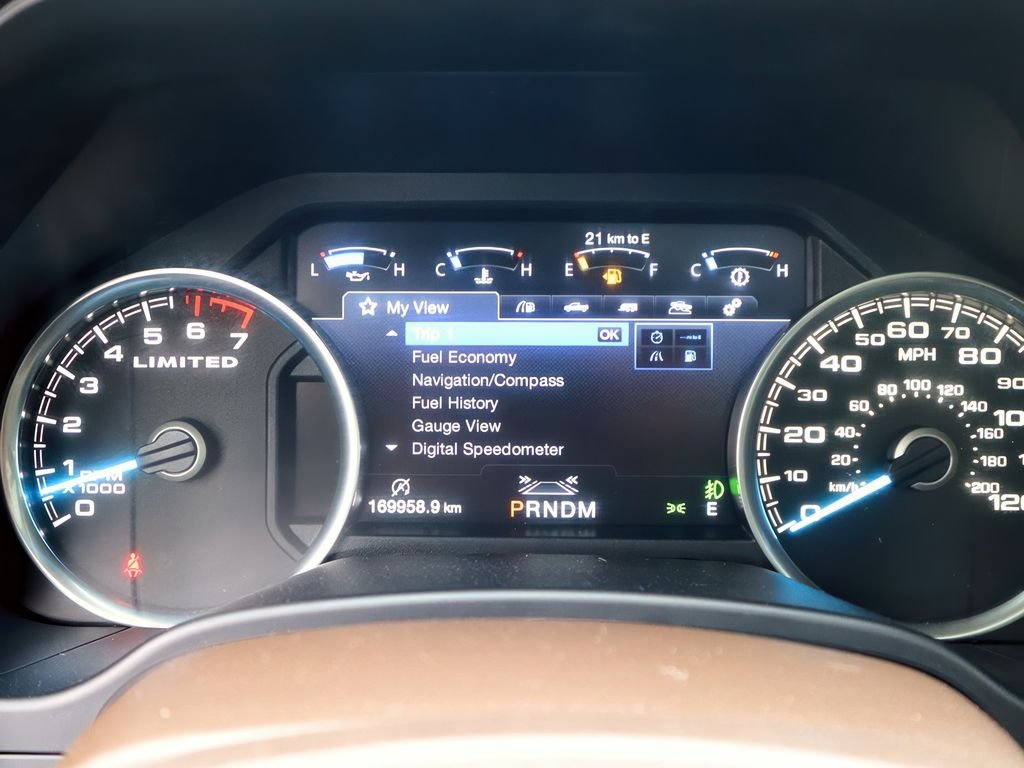 21 km to E
L H C H E F C H
My View
Trip 1 OK
Fuel Economy
Navigation/Compass
Fuel History
Gauge View
Digital Speedometer
169958.9 km
PRNDM
E
0 1 2 3 4 5 6 7
LIMITED
RPM
X1000
0 10 20 30 40 50 60 70 80 90
MPH
20 40 60 80 100 120 140 160 180 200
km/h
120